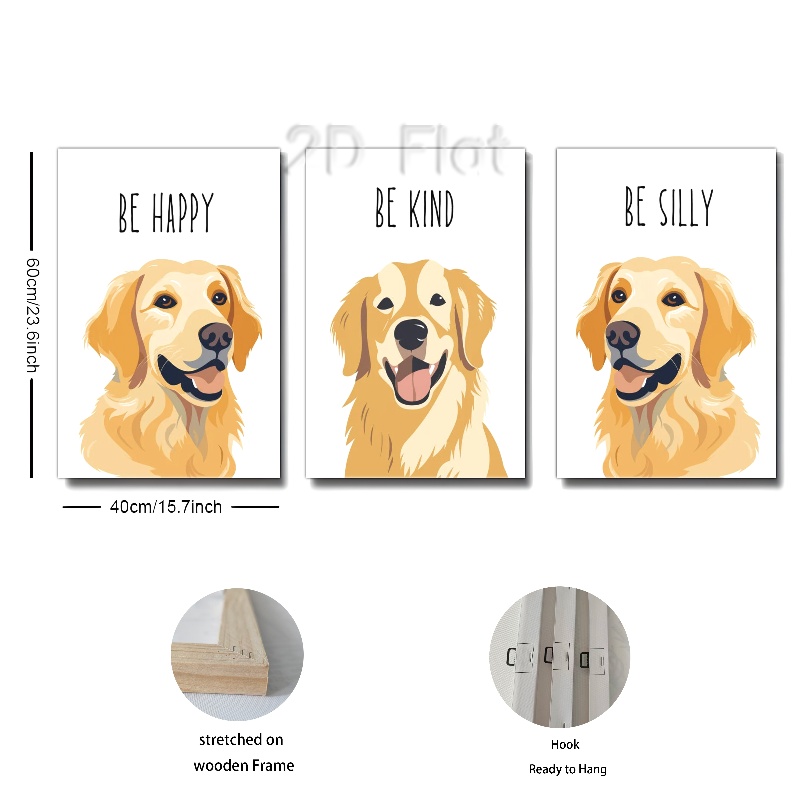 2D Flat
BE HAPPY
BE KIND
BE SILLY
60cm/23.6inch
40cm/15.7inch
stretched on
wooden Frame
Hook
Ready to Hang